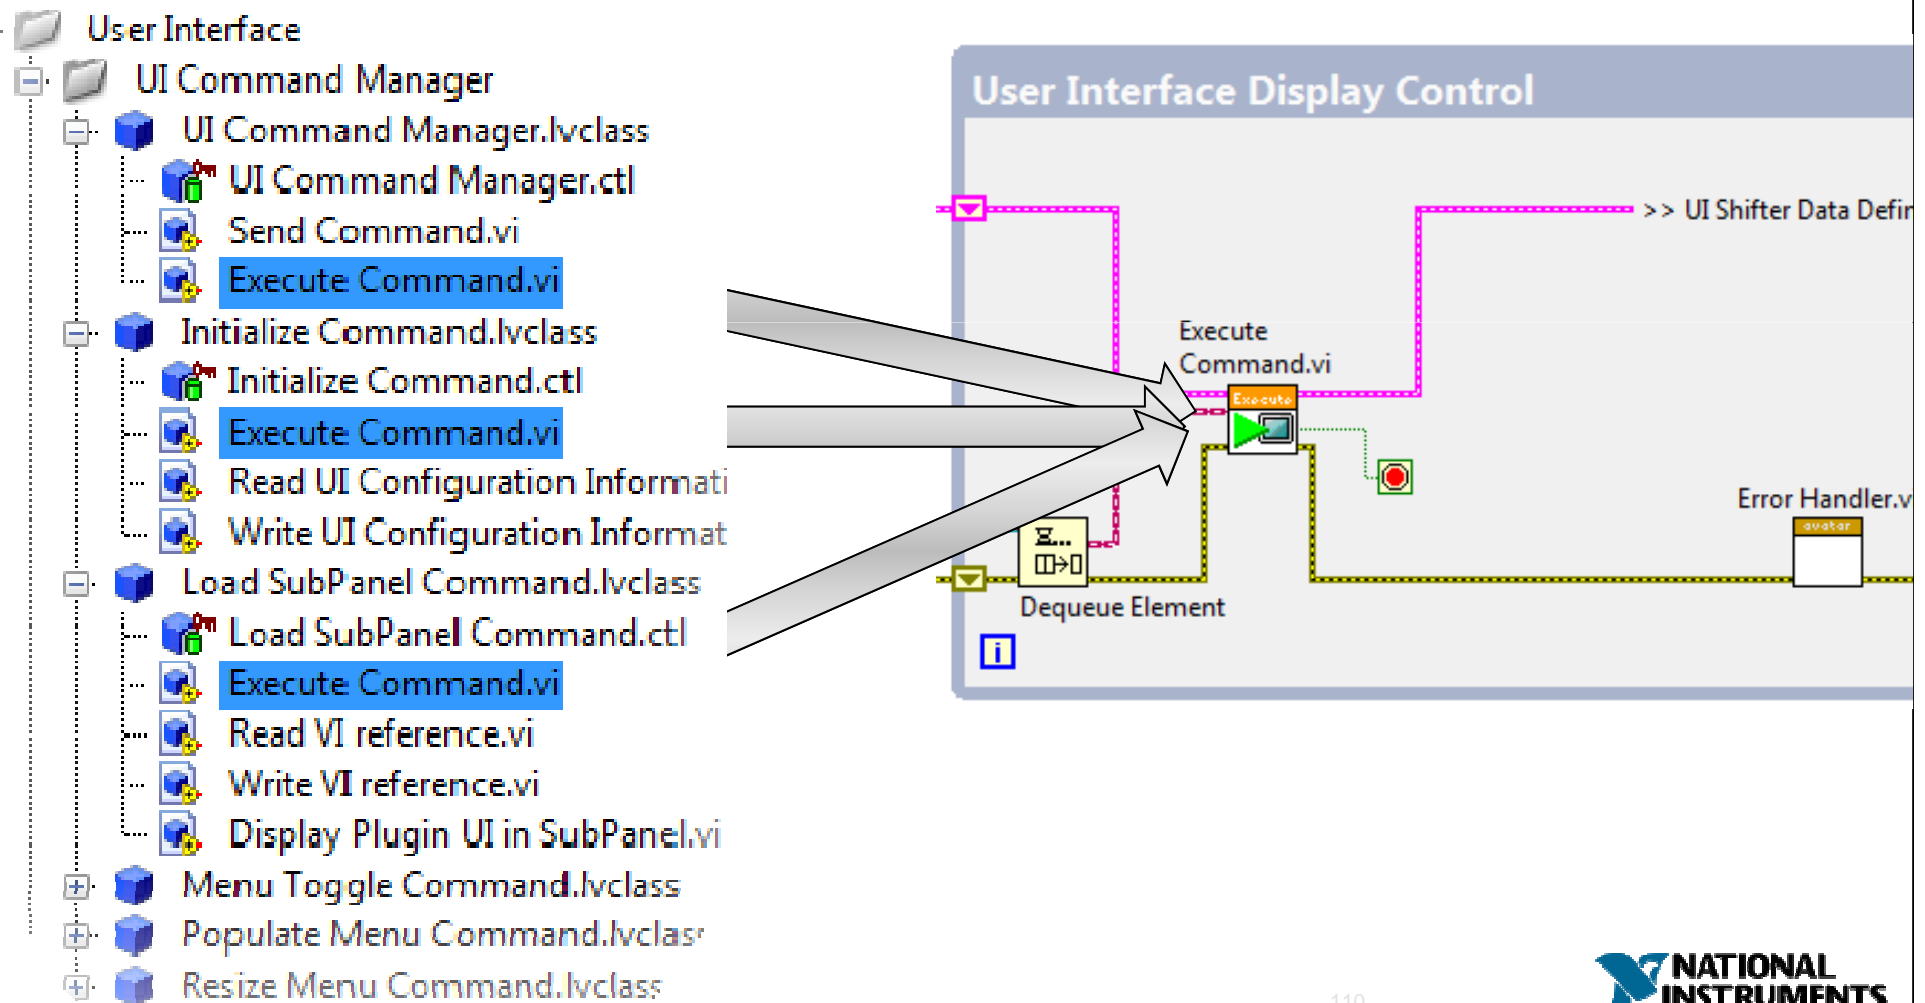 User Interface
UI Command Manager
UI Command Manager.lvclass
UI Command Manager.ctl
Send Command.vi
Execute Command.vi
Initialize Command.lvclass
Initialize Command.ctl
Execute Command.vi
Read UI Configuration Informati
Write UI Configuration Informat
Load SubPanel Command.lvclass
Load SubPanel Command.ctl
Execute Command.vi
Read VI reference.vi
Write VI reference.vi
Display Plugin UI in SubPanel.vi
Menu Toggle Command.lvclass
Populate Menu Command.lvclas
Resize Menu Command.lvclass
User Interface Display Control
>> UI Shifter Data Defin
Execute
Command.vi
Execute
Error Handler.v
avatar
Dequeue Element
i
110
NATIONAL
INSTRUMENTS